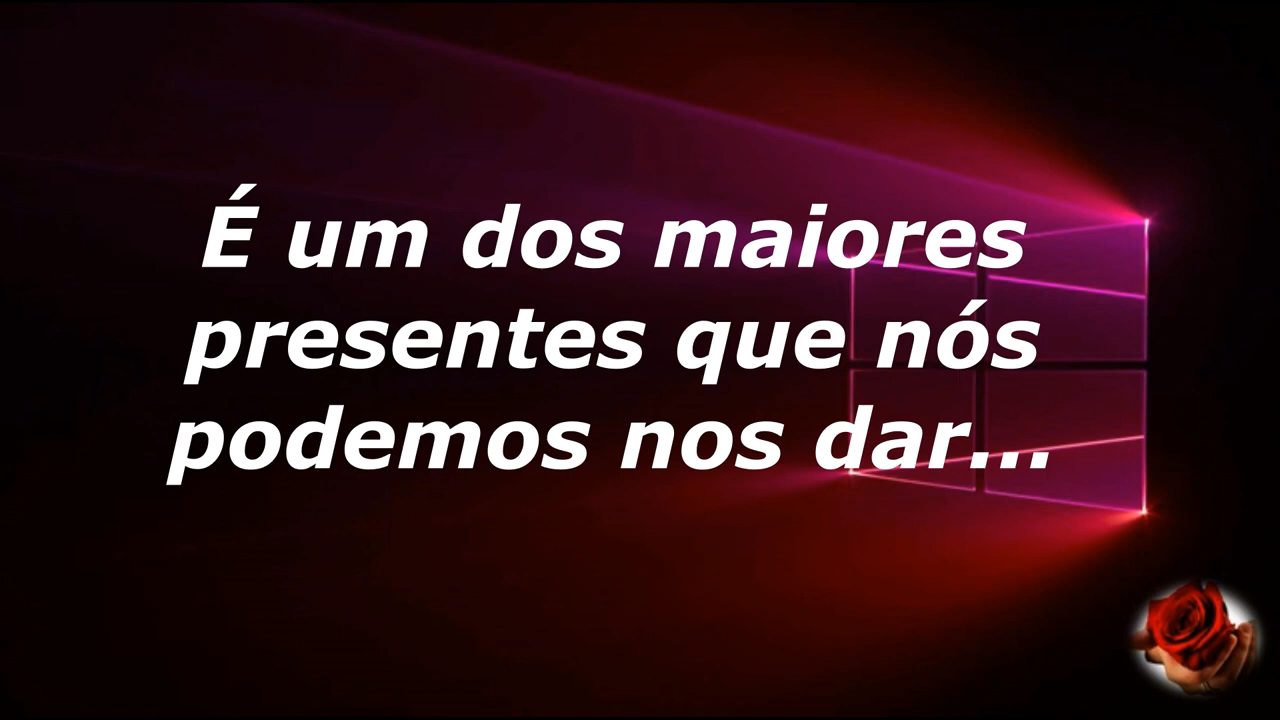 É um dos maiores
presentes que nós
podemos nos dar...